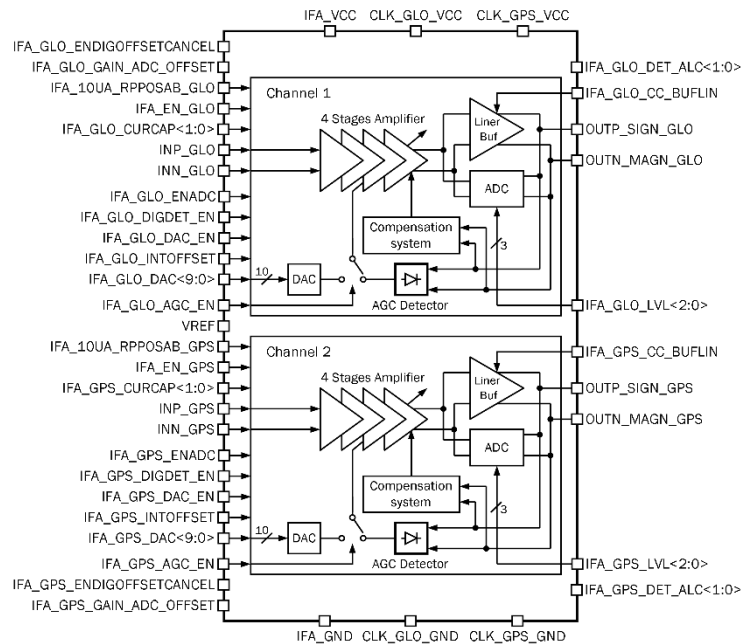 IFA_VCC CLK_GLO_VCC CLK_GPS_VCC
IFA_GLO_ENDIGOFFSETCANCEL
IFA_GLO_GAIN_ADC_OFFSET
IFA_10UA_RPPOSAB_GLO
IFA_EN_GLO
IFA_GLO_CURCAP<1:0>
INP_GLO
INN_GLO
IFA_GLO_ENADC
IFA_GLO_DIGDET_EN
IFA_GLO_DAC_EN
IFA_GLO_INTOFFSET
IFA_GLO_DAC<9:0>
IFA_GLO_AGC_EN
VREF
IFA_10UA_RPPOSAB_GPS
IFA_EN_GPS
IFA_GPS_CURCAP<1:0>
INP_GPS
INN_GPS
IFA_GPS_ENADC
IFA_GPS_DIGDET_EN
IFA_GPS_DAC_EN
IFA_GPS_INTOFFSET
IFA_GPS_DAC<9:0>
IFA_GPS_AGC_EN
IFA_GPS_ENDIGOFFSETCANCEL
IFA_GPS_GAIN_ADC_OFFSET
Channel 1
4 Stages Amplifier
Liner
Buf
ADC
Compensation
system
3
10
DAC
AGC Detector
Channel 2
4 Stages Amplifier
Liner
Buf
ADC
Compensation
system
3
10
DAC
AGC Detector
IFA_GLO_DET_ALC<1:0>
IFA_GLO_CC_BUFLIN
OUTP_SIGN_GLO
OUTN_MAGN_GLO
IFA_GLO_LVL<2:0>
IFA_GPS_CC_BUFLIN
OUTP_SIGN_GPS
OUTN_MAGN_GPS
IFA_GPS_LVL<2:0>
IFA_GPS_DET_ALC<1:0>
IFA_GND CLK_GLO_GND CLK_GPS_GND